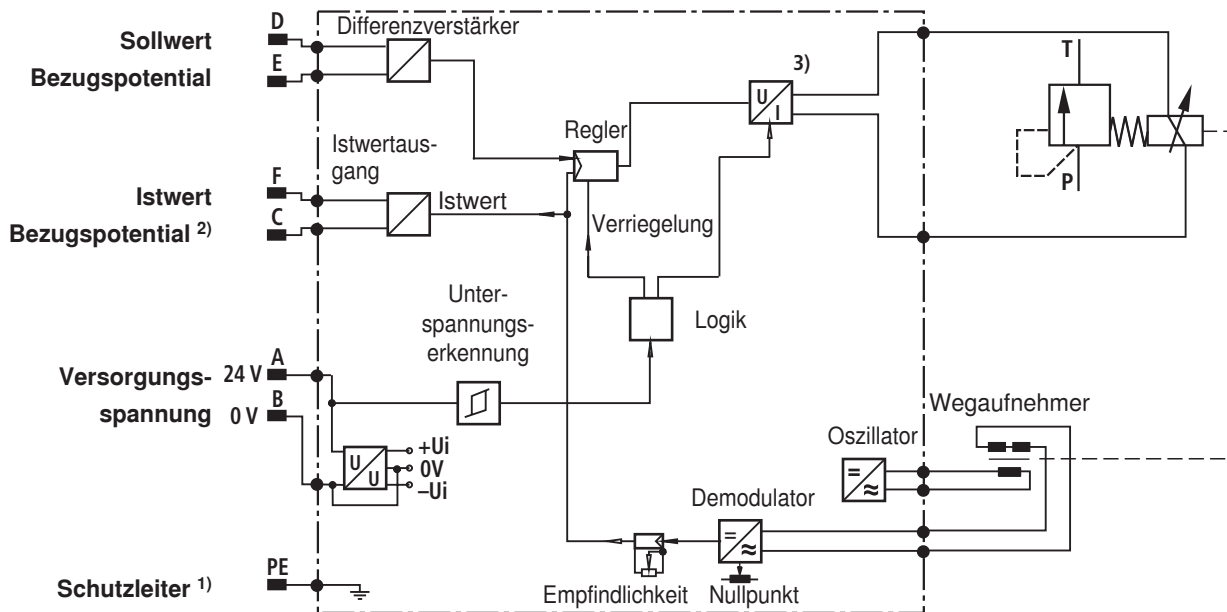 D
Differenzverstärker
Sollwert
E
Bezugspotential
3)
U
I
T
P
Regler
Istwertaus-
gang
F
Istwert
Istwert
C
Bezugspotential 2)
Verriegelung
Unter-
spannungs-
erkennung
Logik
A
Versorgungs-
24 V
B
spannung
0 V
U
U
+Ui
0V
–Ui
Wegaufnehmer
Oszillator
=
≈
Demodulator
=
≈
PE
Schutzleiter 1)
Empfindlichkeit
Nullpunkt